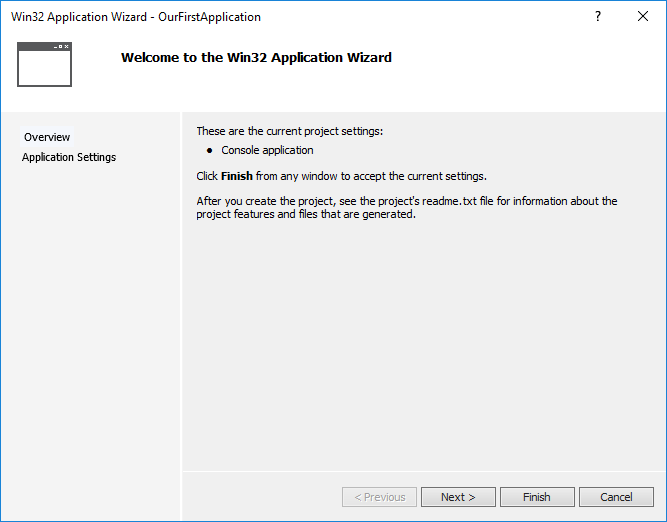 Win32 Application Wizard - OurFirstApplication
?
Welcome to the Win32 Application Wizard
Overview
Application Settings
These are the current project settings:
• Console application
Click Finish from any window to accept the current settings.
After you create the project, see the project's readme.txt file for information about the
project features and files that are generated.
< Previous
Next >
Finish
Cancel